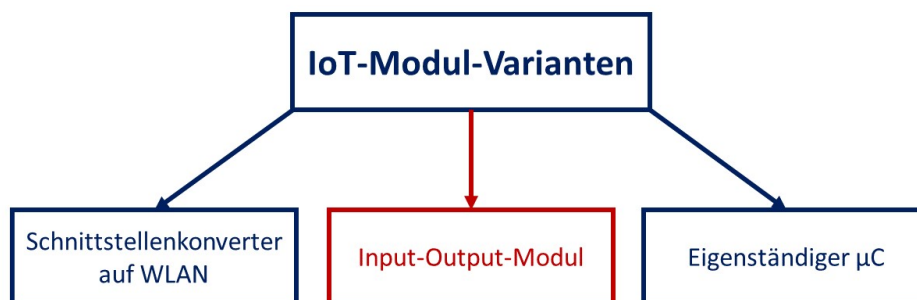 IoT-Modul-Varianten
Schnittstellenkonverter
auf WLAN
Input-Output-Modul
Eigenständiger µC